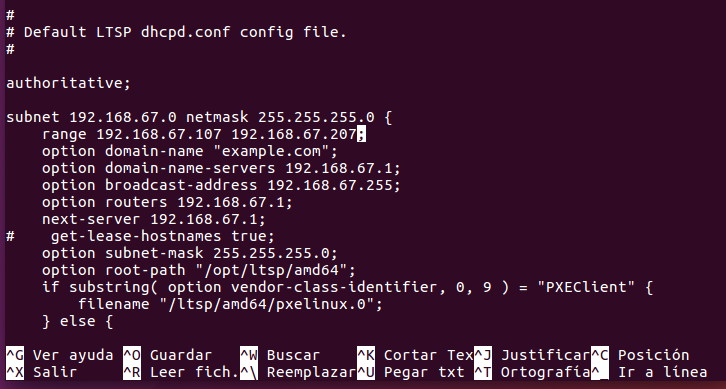 #
# Default LTSP dhcpd.conf config file.
#
authoritative;
subnet 192.168.67.0 netmask 255.255.255.0 {
    range 192.168.67.107 192.168.67.207;
    option domain-name "example.com";
    option domain-name-servers 192.168.67.1;
    option broadcast-address 192.168.67.255;
    option routers 192.168.67.1;
    next-server 192.168.67.1;
#    get-lease-hostnames true;
    option subnet-mask 255.255.255.0;
    option root-path "/opt/ltsp/amd64";
    if substring( option vendor-class-identifier, 0, 9 ) = "PXEClient" {
        filename "/ltsp/amd64/pxelinux.0";
    } else {
^G Ver ayuda ^O Guardar ^W Buscar ^K Cortar Tex^J Justificar^C Posición
^X Salir ^R Leer fich.^\ Reemplazar^U Pegar txt ^T Ortografía^_ Ir a línea